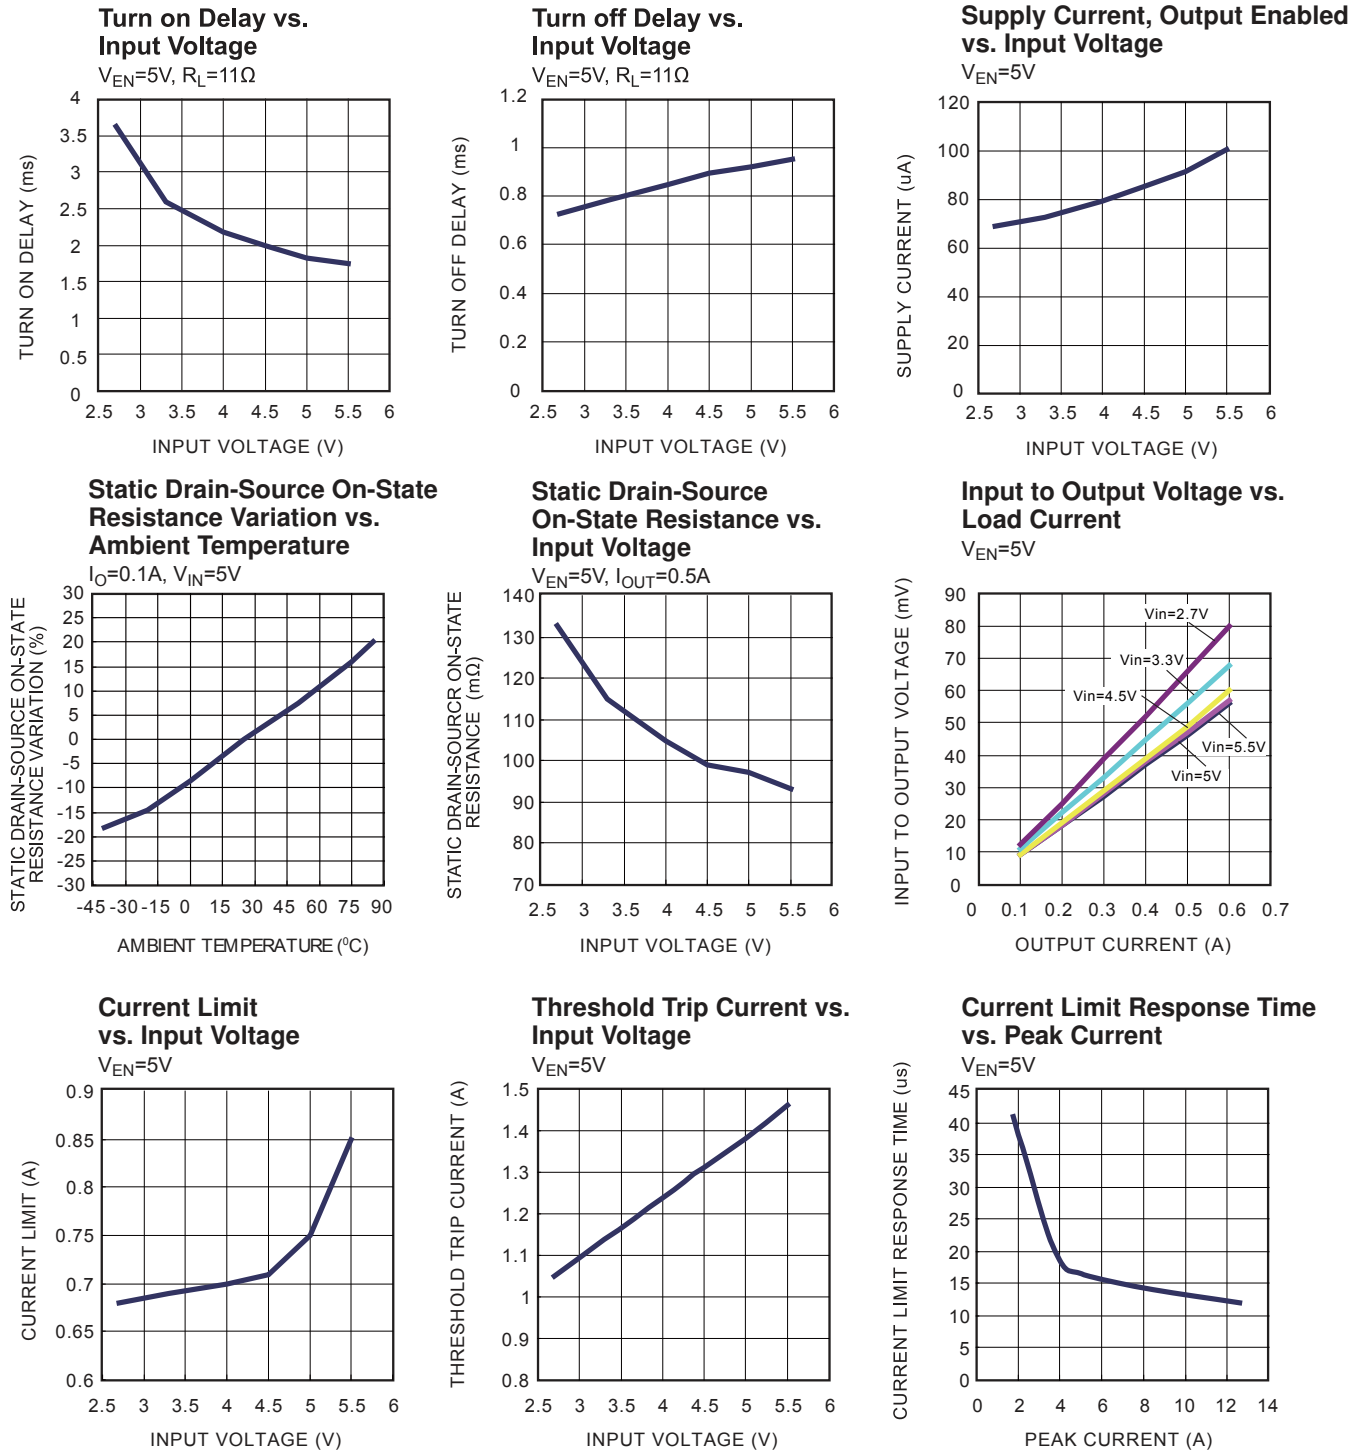 Turn on Delay vs.
Input Voltage
VEN=5V, RL=11Ω
4
3.5
3
2.5
2
1.5
1
0.5
0
TURN ON DELAY (ms)
2.5 3 3.5 4 4.5 5 5.5 6
INPUT VOLTAGE (V)
Turn off Delay vs.
Input Voltage
VEN=5V, RL=11Ω
1.2
1
0.8
0.6
0.4
0.2
0
TURN OFF DELAY (ms)
2.5 3 3.5 4 4.5 5 5.5 6
INPUT VOLTAGE (V)
Supply Current, Output Enabled
vs. Input Voltage
VEN=5V
120
100
80
60
40
20
0
SUPPLY CURRENT (uA)
2.5 3 3.5 4 4.5 5 5.5 6
INPUT VOLTAGE (V)
Static Drain-Source On-State
Resistance Variation vs.
Ambient Temperature
IO=0.1A, VIN=5V
30
25
20
15
10
5
0
-5
-10
-15
-20
-25
-30
STATIC DRAIN-SOURCE ON-STATE
RESISTANCE VARIATION (%)
-45 -30 -15 0 15 30 45 60 75 90
AMBIENT TEMPERATURE (⁰C)
Static Drain-Source
On-State Resistance vs.
Input Voltage
VEN=5V, IOUT=0.5A
140
130
120
110
100
90
80
70
STATIC DRAIN-SOURCR ON-STATE
RESISTANCE (mΩ)
2.5 3 3.5 4 4.5 5 5.5 6
INPUT VOLTAGE (V)
Input to Output Voltage vs.
Load Current
VEN=5V
90
80
70
60
50
40
30
20
10
0
INPUT TO OUTPUT VOLTAGE (mV)
Vin=2.7V
Vin=3.3V
Vin=4.5V
Vin=5.5V
Vin=5V
0 0.1 0.2 0.3 0.4 0.5 0.6 0.7
OUTPUT CURRENT (A)
Current Limit
vs. Input Voltage
VEN=5V
0.9
0.85
0.8
0.75
0.7
0.65
0.6
CURRENT LIMIT (A)
2.5 3 3.5 4 4.5 5 5.5 6
INPUT VOLTAGE (V)
Threshold Trip Current vs.
Input Voltage
VEN=5V
1.5
1.4
1.3
1.2
1.1
1
0.9
0.8
THRESHOLD TRIP CURRENT (A)
2.5 3 3.5 4 4.5 5 5.5 6
INPUT VOLTAGE (V)
Current Limit Response Time
vs. Peak Current
VEN=5V
45
40
35
30
25
20
15
10
5
0
CURRENT LIMIT RESPONSE TIME (us)
0 2 4 6 8 10 12 14
PEAK CURRENT (A)